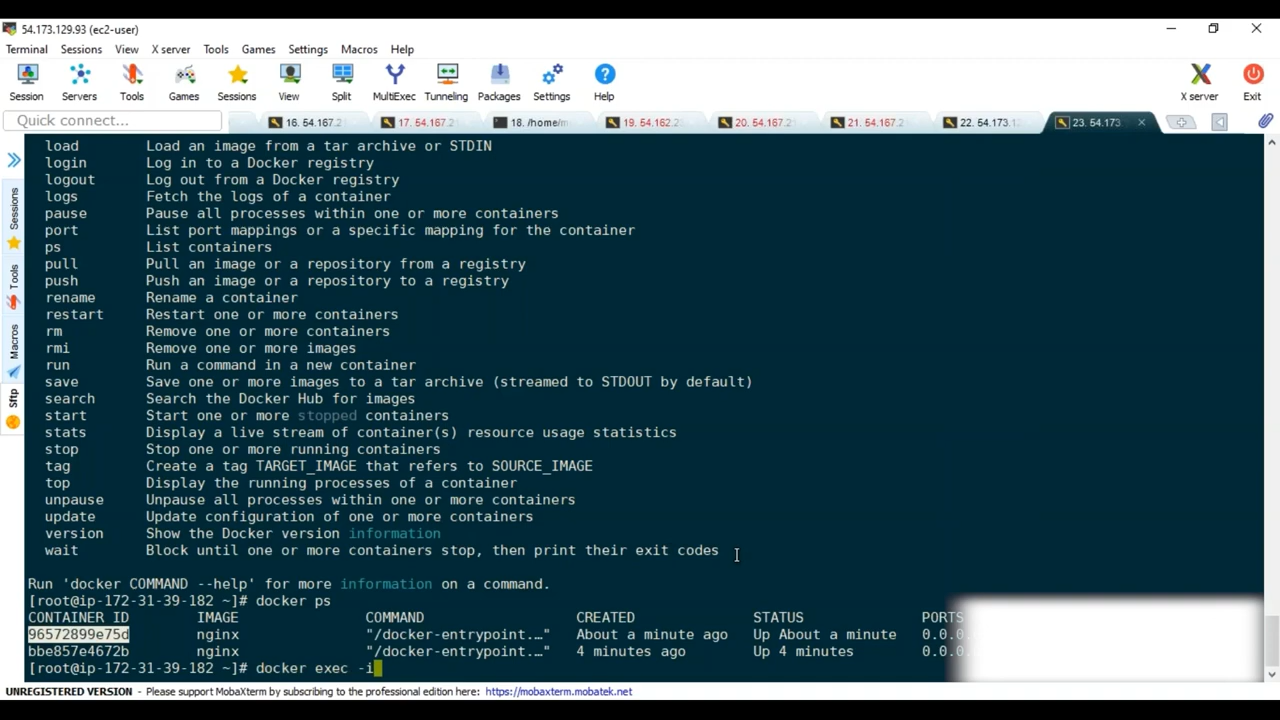 54.173.129.93 (ec2-user)
Terminal Sessions View X server Tools Games Settings Macros Help
Session Servers Tools Games Sessions View Split MultiExec Tunneling Packages Settings Help X server Exit
Quick connect...
16. 54.167.2 17. 54.167.2 18. /home/m 19. 54.162.2 20. 54.167.2 21. 54.167.2 22. 54.173.1 23. 54.173.
Sessions
Tools
Macros
Sftp
load Load an image from a tar archive or STDIN
login Log in to a Docker registry
logout Log out from a Docker registry
logs Fetch the logs of a container
pause Pause all processes within one or more containers
port List port mappings or a specific mapping for the container
ps List containers
pull Pull an image or a repository from a registry
push Push an image or a repository to a registry
rename Rename a container
restart Restart one or more containers
rm Remove one or more containers
rmi Remove one or more images
run Run a command in a new container
save Save one or more images to a tar archive (streamed to STDOUT by default)
search Search the Docker Hub for images
start Start one or more stopped containers
stats Display a live stream of container(s) resource usage statistics
stop Stop one or more running containers
tag Create a tag TARGET_IMAGE that refers to SOURCE_IMAGE
top Display the running processes of a container
unpause Unpause all processes within one or more containers
update Update configuration of one or more containers
version Show the Docker version information
wait Block until one or more containers stop, then print their exit codes
Run 'docker COMMAND --help' for more information on a command.
[root@ip-172-31-39-182 ~]# docker ps
CONTAINER ID IMAGE COMMAND CREATED STATUS PORTS
96572899e75d nginx "/docker-entrypoint.…" About a minute ago Up About a minute 0.0.0.
bbe857e4672b nginx "/docker-entrypoint.…" 4 minutes ago Up 4 minutes 0.0.0.
[root@ip-172-31-39-182 ~]# docker exec -i
UNREGISTERED VERSION - Please support MobaXterm by subscribing to the professional edition here: https://mobaxterm.mobatek.net